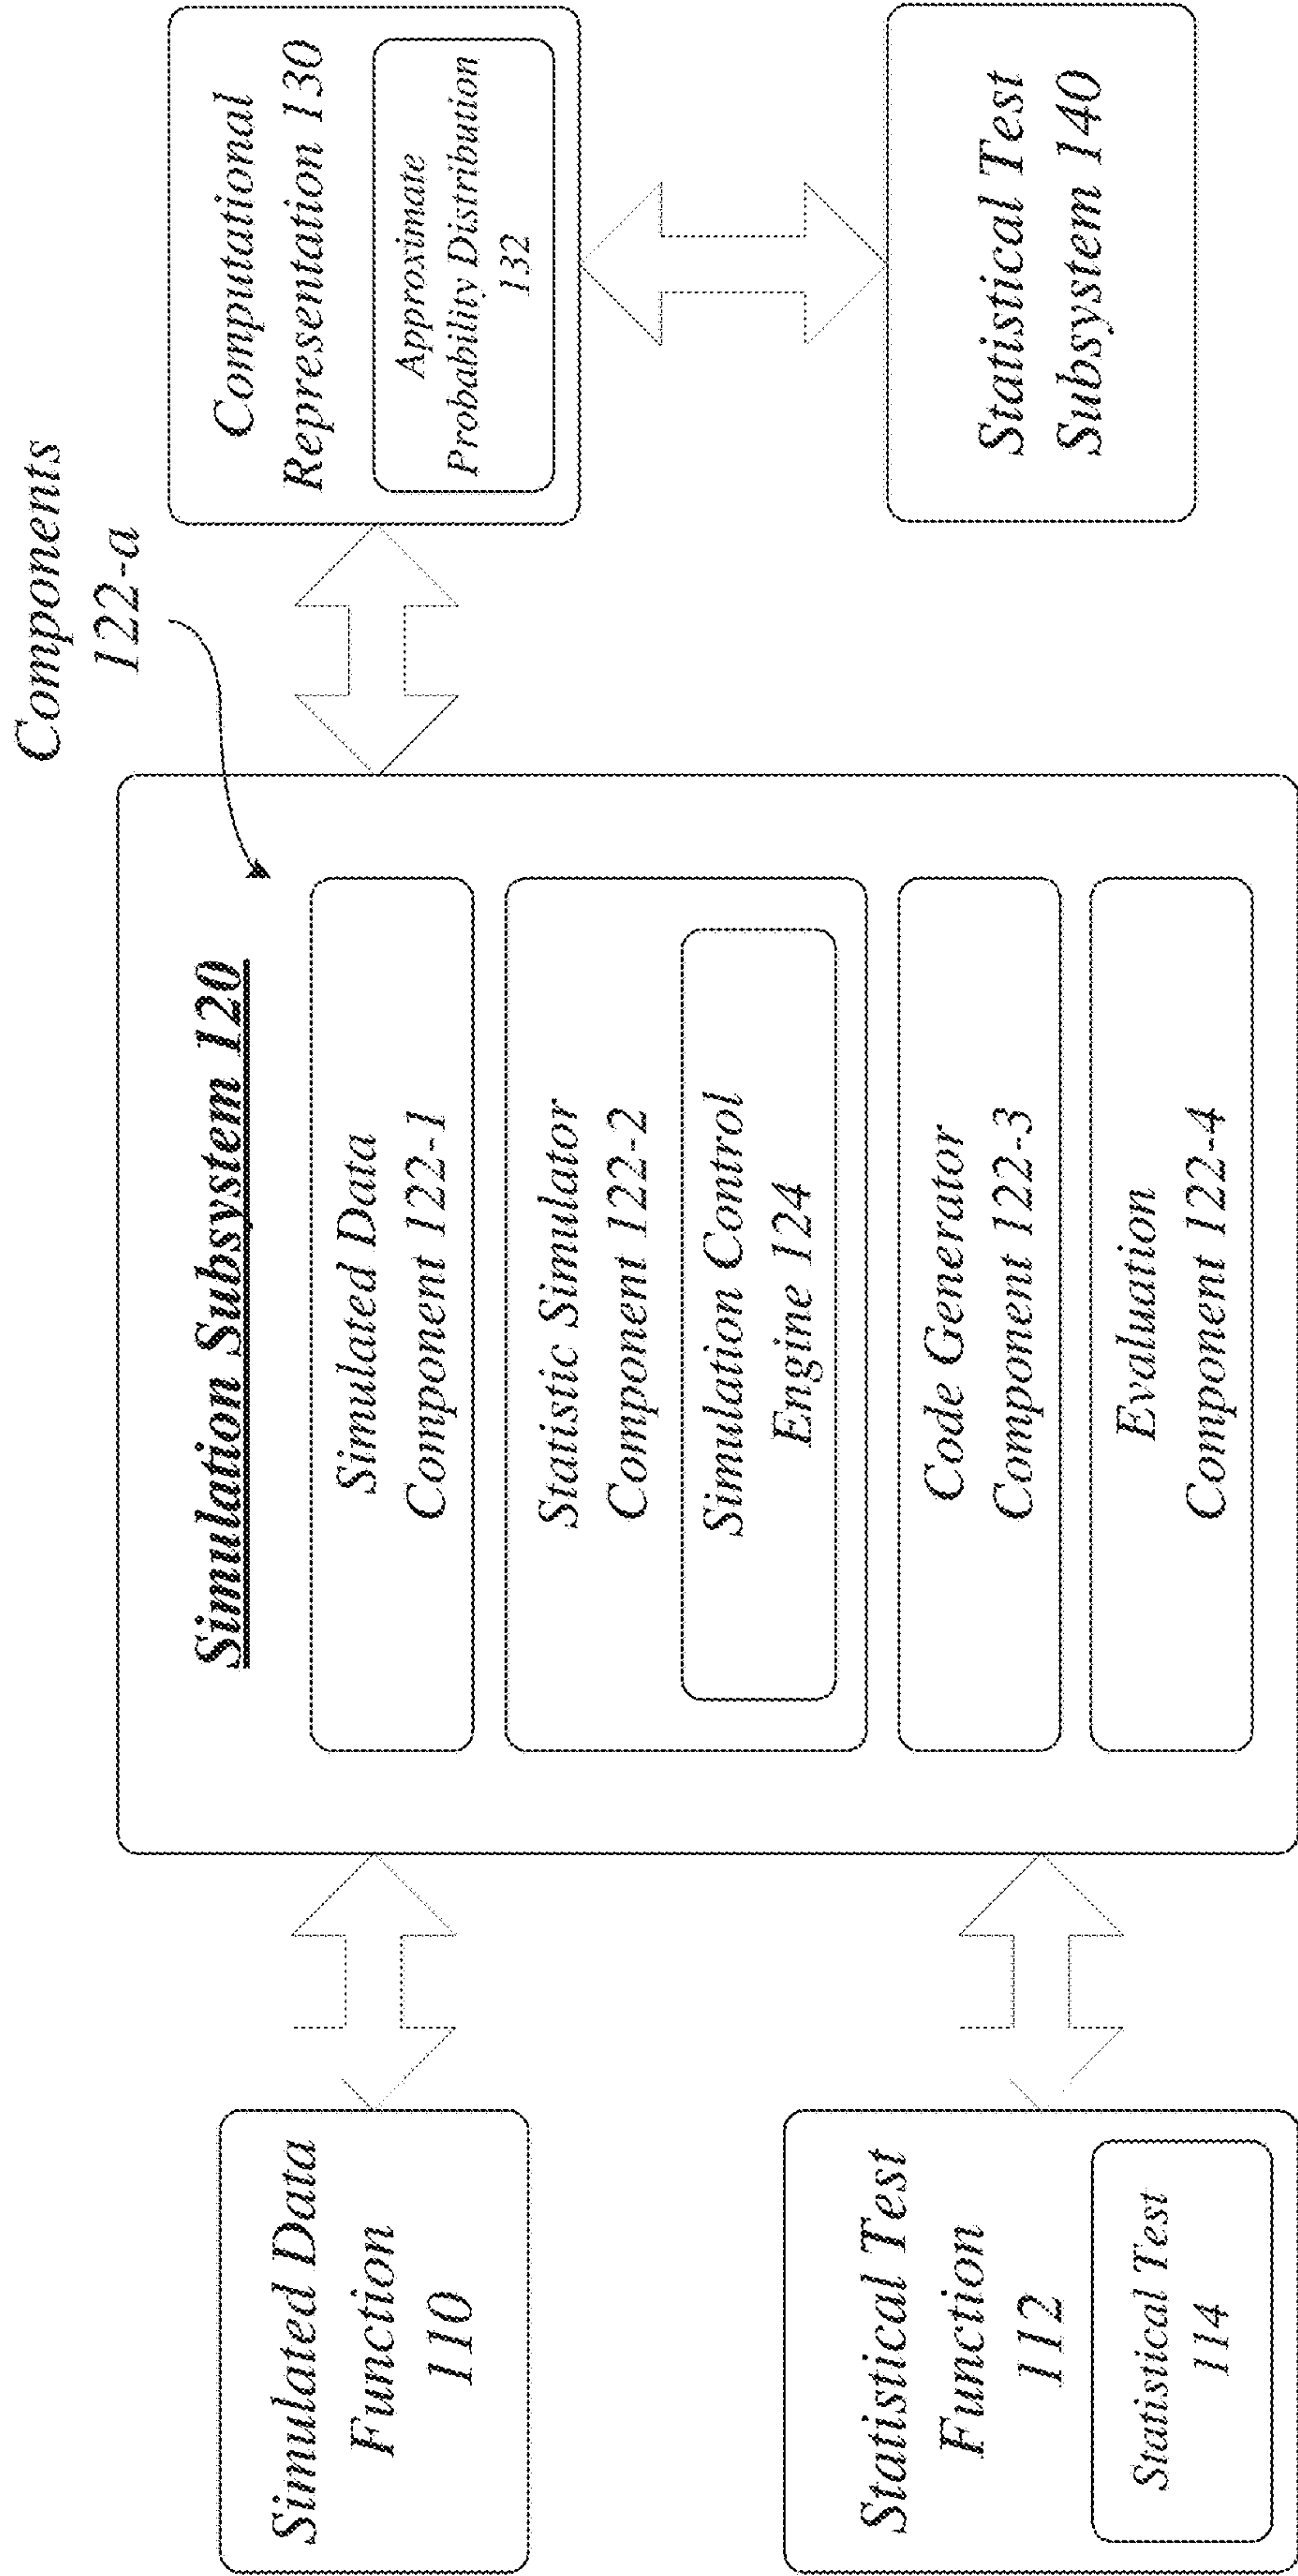 Components
122-a
Simulated Data
Function
110
Statistical Test
Function
112
Statistical Test
114
Simulation Subsystem 120
Simulated Data
Component 122-1
Statistic Simulator
Component 122-2
Simulation Control
Engine 124
Code Generator
Component 122-3
Evaluation
Component 122-4
Computational
Representation 130
Approximate
Probability Distribution
132
Statistical Test
Subsystem 140